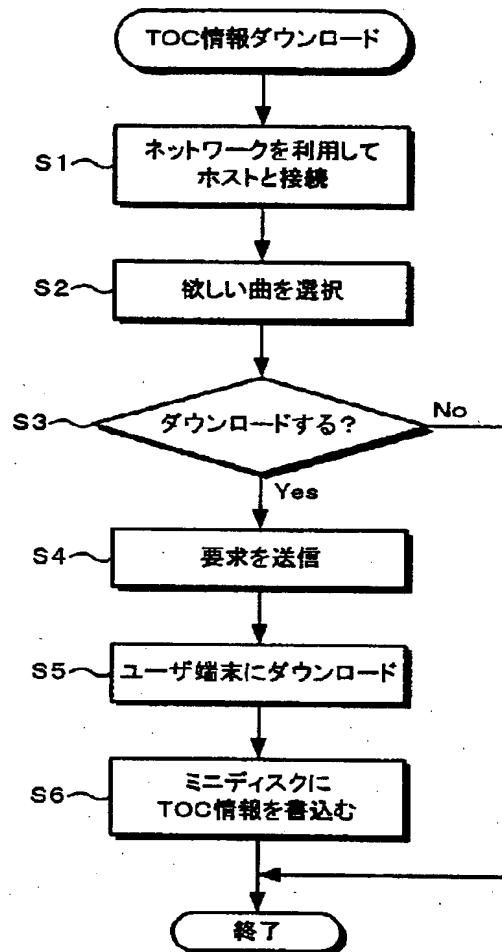 TOC情報ダウンロード
S1
ネットワークを利用して
ホストと接続
S2
欲しい曲を選択
S3
ダウンロードする？
No
Yes
S4
要求を送信
S5
ユーザ端末にダウンロード
S6
ミニディスクに
TOC情報を書込む
終了